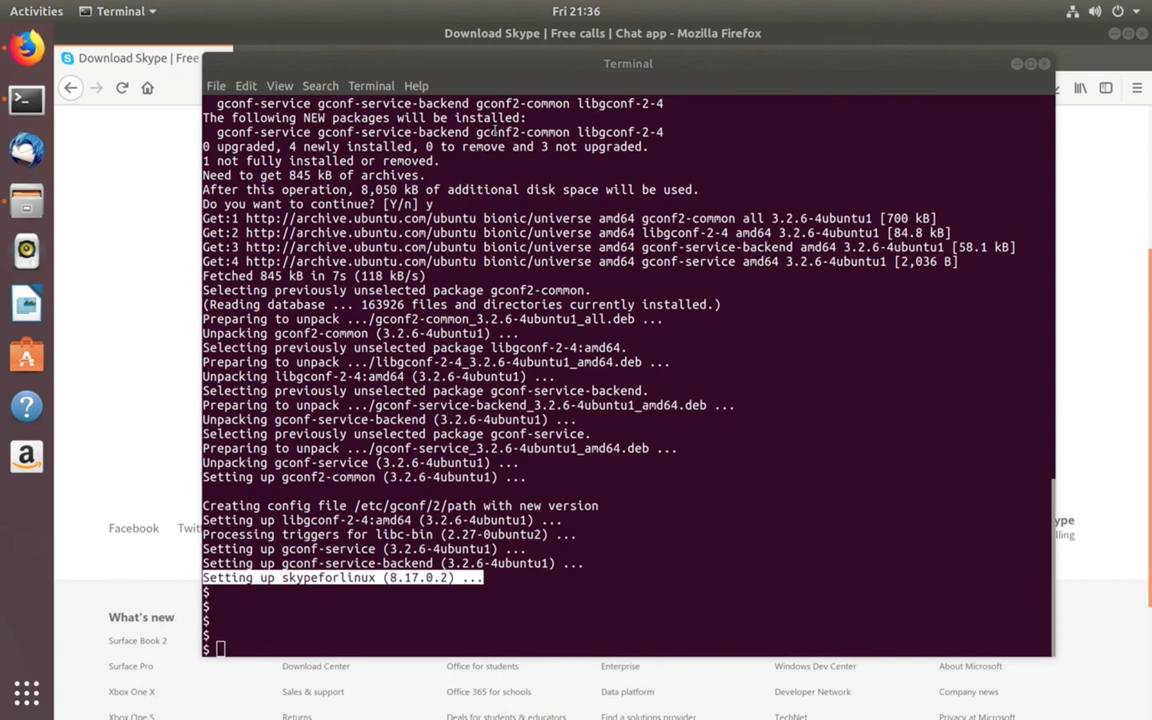 Activities
Terminal
Fri 21:36
Download Skype | Free calls | Chat app - Mozilla Firefox
Download Skype | Free
Terminal
File Edit View Search Terminal Help
gconf-service gconf-service-backend gconf2-common libgconf-2-4
The following NEW packages will be installed:
gconf-service gconf-service-backend gconf2-common libgconf-2-4
0 upgraded, 4 newly installed, 0 to remove and 3 not upgraded.
1 not fully installed or removed.
Need to get 845 kB of archives.
After this operation, 8,050 kB of additional disk space will be used.
Do you want to continue? [Y/n] y
Get:1 http://archive.ubuntu.com/ubuntu bionic/universe amd64 gconf2-common all 3.2.6-4ubuntu1 [700 kB]
Get:2 http://archive.ubuntu.com/ubuntu bionic/universe amd64 libgconf-2-4 amd64 3.2.6-4ubuntu1 [84.8 kB]
Get:3 http://archive.ubuntu.com/ubuntu bionic/universe amd64 gconf-service-backend amd64 3.2.6-4ubuntu1 [58.1 kB]
Get:4 http://archive.ubuntu.com/ubuntu bionic/universe amd64 gconf-service amd64 3.2.6-4ubuntu1 [2,036 B]
Fetched 845 kB in 7s (118 kB/s)
Selecting previously unselected package gconf2-common.
(Reading database ... 163926 files and directories currently installed.)
Preparing to unpack .../gconf2-common_3.2.6-4ubuntu1_all.deb ...
Unpacking gconf2-common (3.2.6-4ubuntu1) ...
Selecting previously unselected package libgconf-2-4:amd64.
Preparing to unpack .../libgconf-2-4_3.2.6-4ubuntu1_amd64.deb ...
Unpacking libgconf-2-4:amd64 (3.2.6-4ubuntu1) ...
Selecting previously unselected package gconf-service-backend.
Preparing to unpack .../gconf-service-backend_3.2.6-4ubuntu1_amd64.deb ...
Unpacking gconf-service-backend (3.2.6-4ubuntu1) ...
Selecting previously unselected package gconf-service.
Preparing to unpack .../gconf-service_3.2.6-4ubuntu1_amd64.deb ...
Unpacking gconf-service (3.2.6-4ubuntu1) ...
Setting up gconf2-common (3.2.6-4ubuntu1) ...
Creating config file /etc/gconf/2/path with new version
Setting up libgconf-2-4:amd64 (3.2.6-4ubuntu1) ...
Processing triggers for libc-bin (2.27-0ubuntu2) ...
Setting up gconf-service (3.2.6-4ubuntu1) ...
Setting up gconf-service-backend (3.2.6-4ubuntu1) ...
Setting up skypeforlinux (8.17.0.2) ...
$
$
$
$
$
Facebook Twit ype
lling
What's new
Surface Book 2
Surface Pro Download Center Office for students Enterprise Windows Dev Center About Microsoft
Xbox One X Sales & support Office 365 for schools Data platform Developer Network Company news
Xbox One S Returns Deals for students & educators Find a solutions provider TechNet Privacy at Microsoft